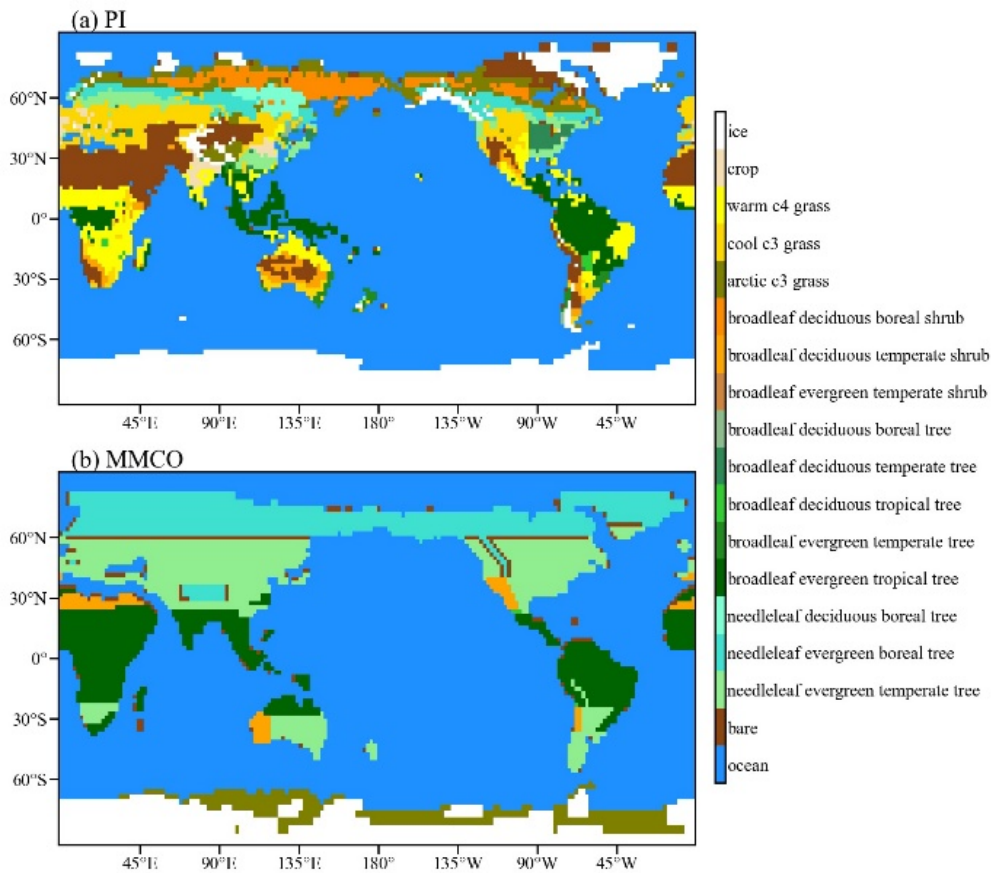 (a) PI
60°N
30°N
0°
30°S
60°S
45°E 90°E 135°E 180° 135°W 90°W 45°W
(b) MMCO
60°N
30°N
0°
30°S
60°S
45°E 90°E 135°E 180° 135°W 90°W 45°W
ice
crop
warm c4 grass
cool c3 grass
arctic c3 grass
broadleaf deciduous boreal shrub
broadleaf deciduous temperate shrub
broadleaf evergreen temperate shrub
broadleaf deciduous boreal tree
broadleaf deciduous temperate tree
broadleaf deciduous tropical tree
broadleaf evergreen temperate tree
broadleaf evergreen tropical tree
needleleaf deciduous boreal tree
needleleaf evergreen boreal tree
needleleaf evergreen temperate tree
bare
ocean